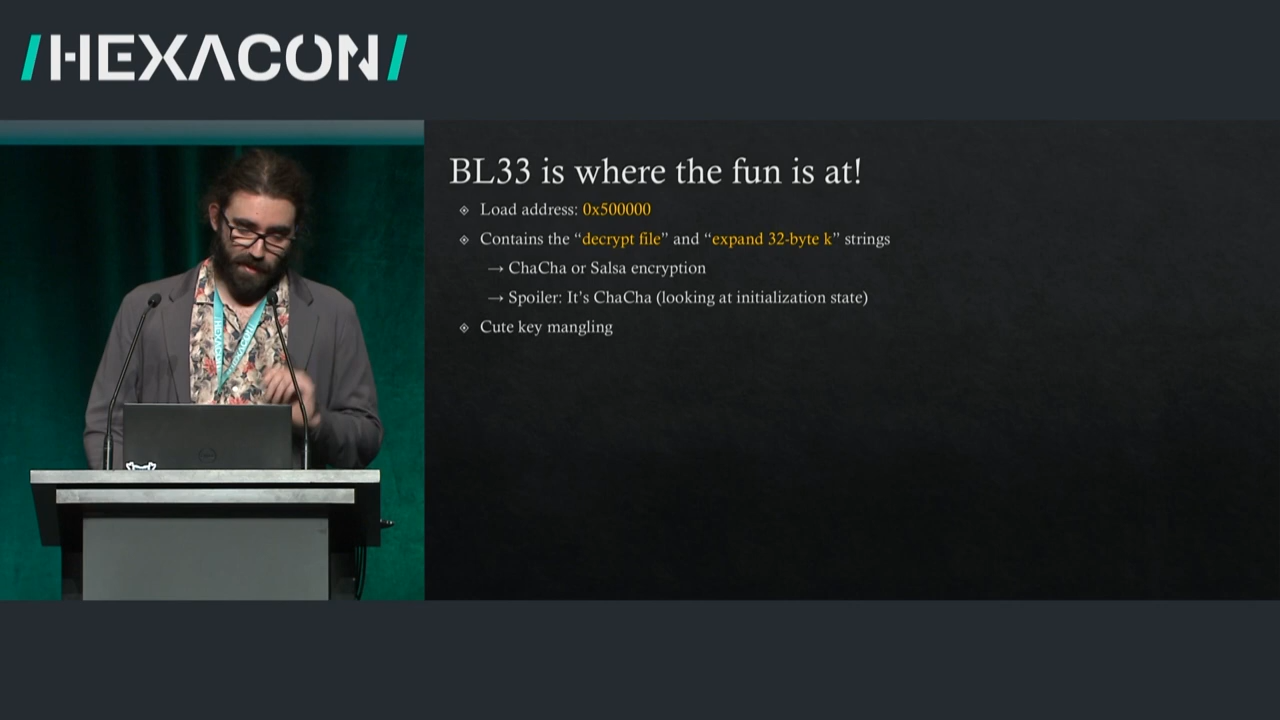 /HEXACON/
BL33 is where the fun is at!
Load address: 0x500000
Contains the “decrypt file” and “expand 32-byte k” strings
→ ChaCha or Salsa encryption
→ Spoiler: It’s ChaCha (looking at initialization state)
Cute key mangling